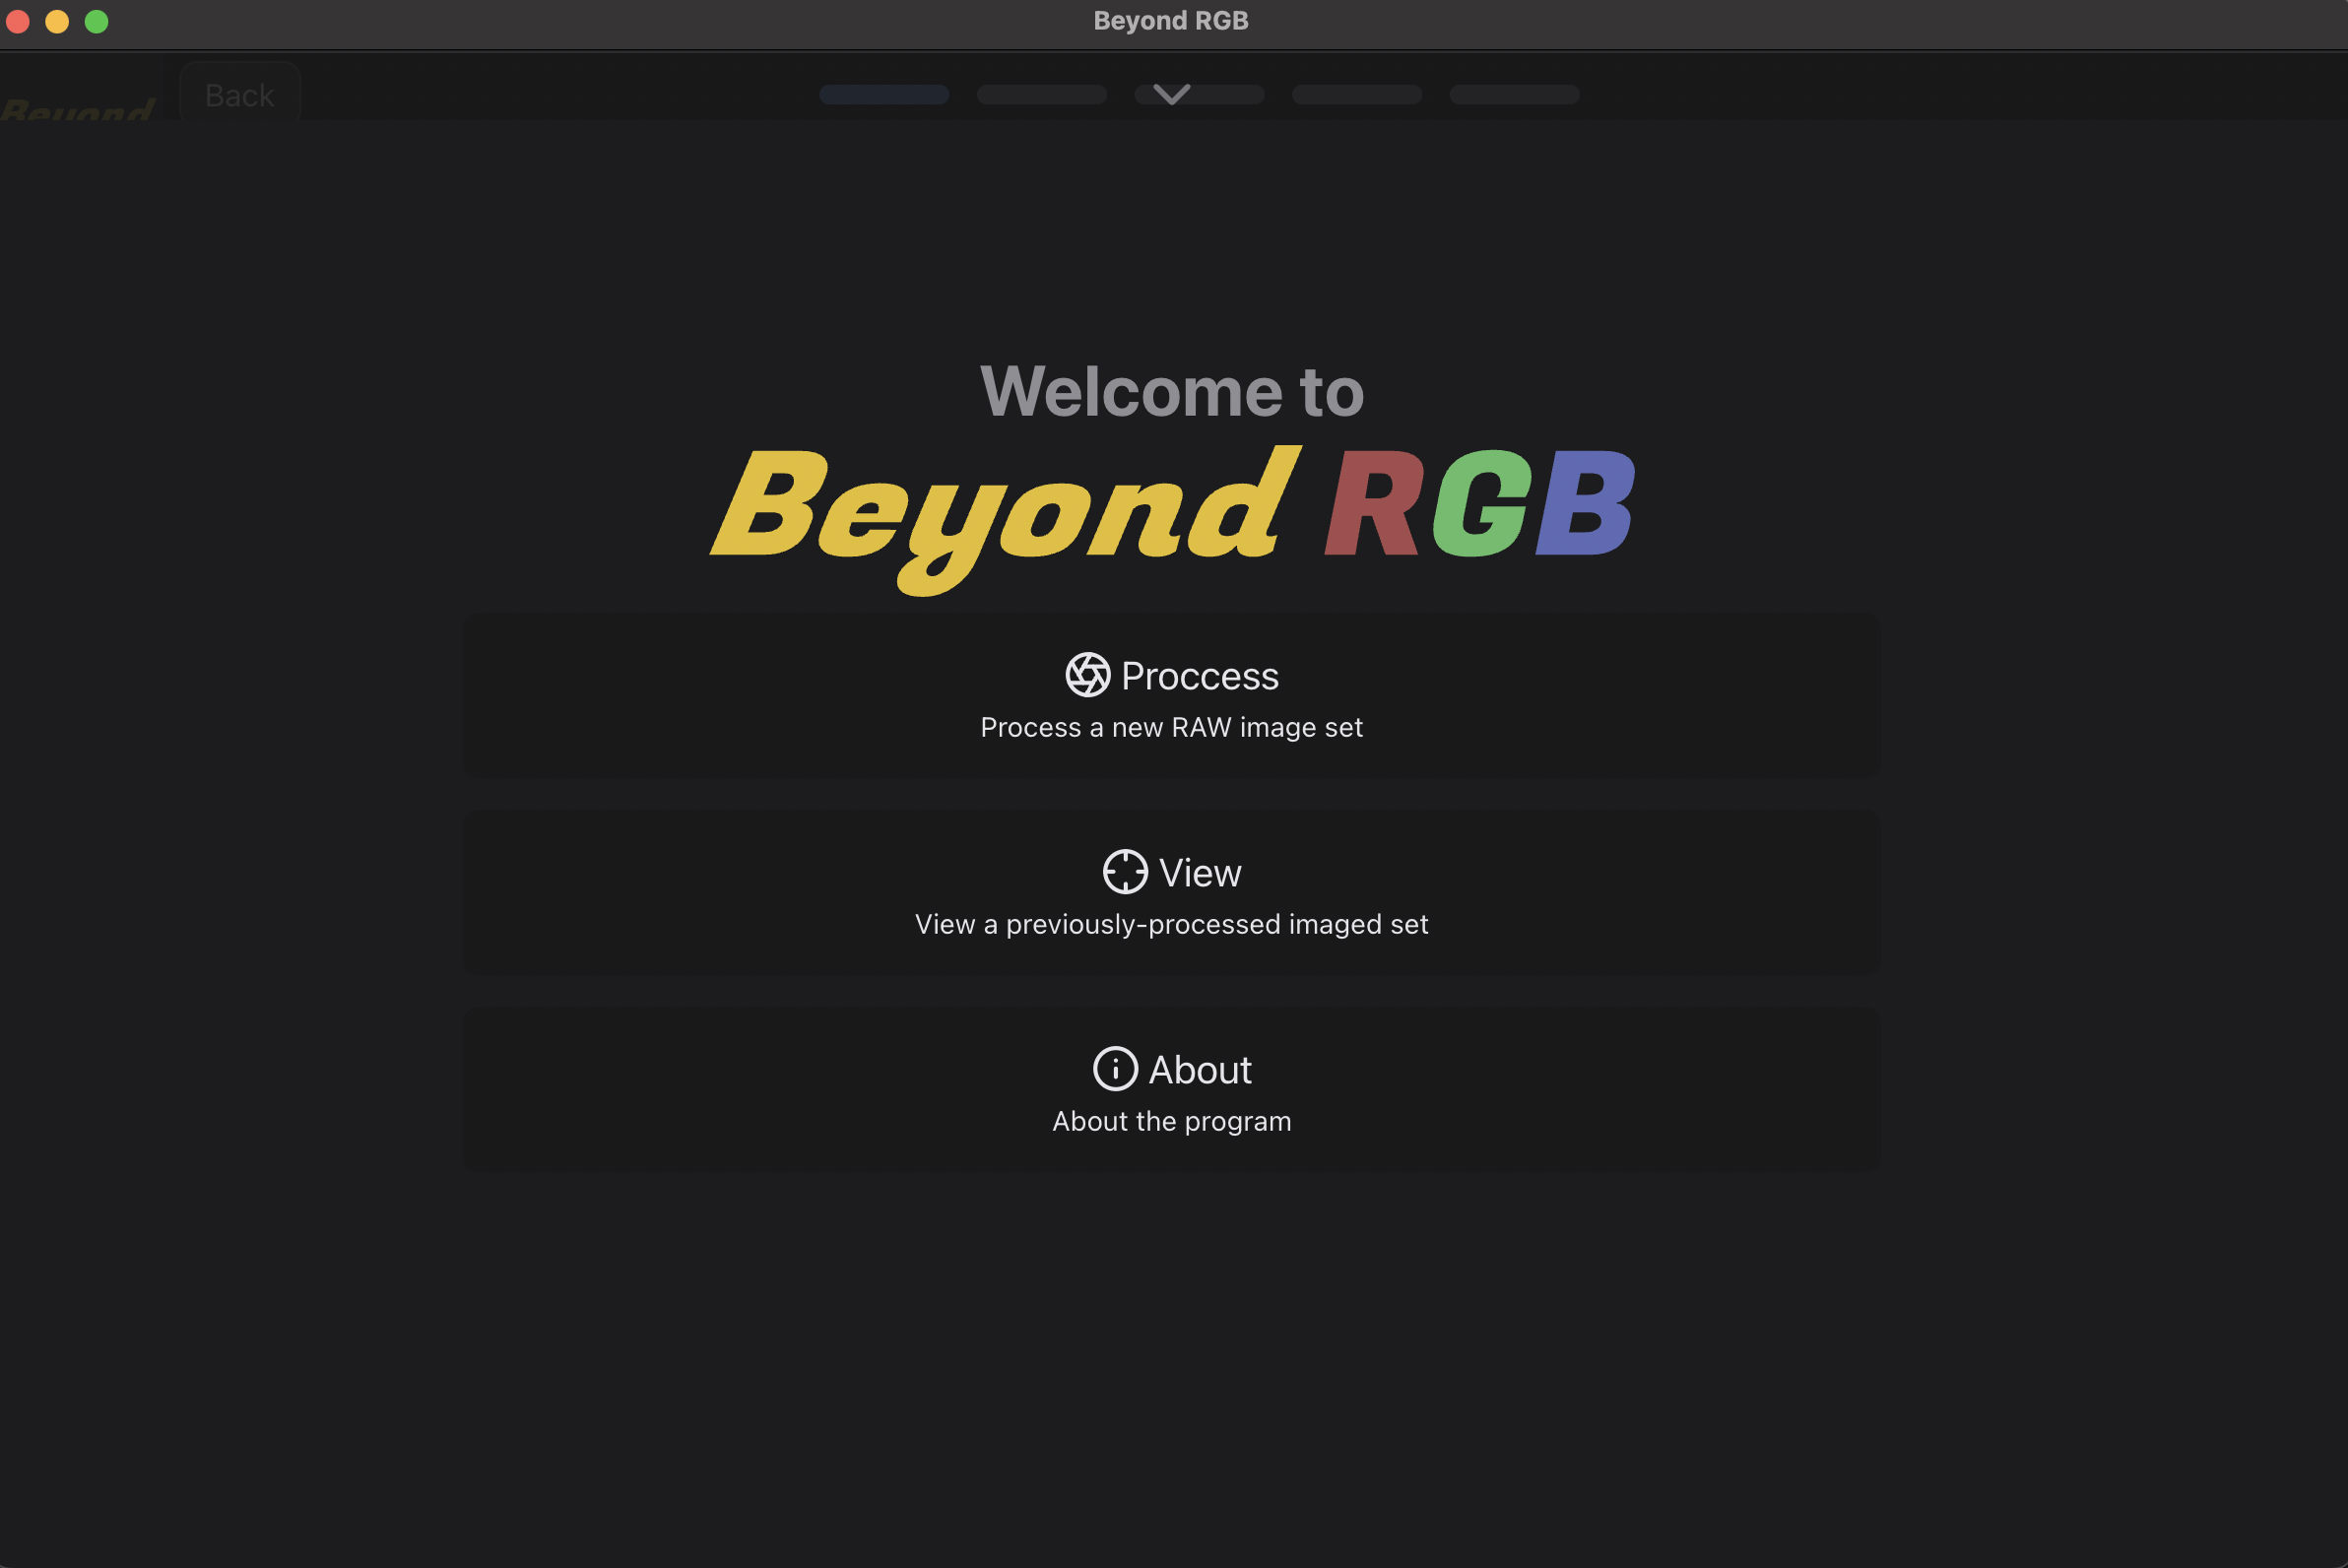 Beyond RGB
Back
Beyond
Welcome to
Beyond RGB
Proccess
Process a new RAW image set
View
View a previously-processed imaged set
About
About the program